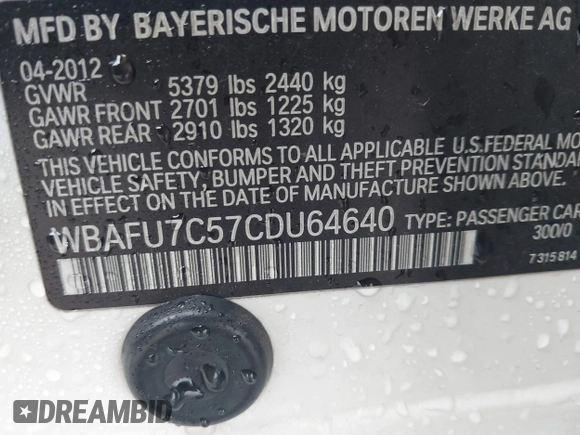 MFD BY BAYERISCHE MOTOREN WERKE AG
04-2012
GVWR 5379 lbs 2440 kg
GAWR FRONT 2701 lbs 1225 kg
GAWR REAR 2910 lbs 1320 kg
THIS VEHICLE CONFORMS TO ALL APPLICABLE U.S.FEDERAL MO
VEHICLE SAFETY, BUMPER AND THEFT PREVENTION STANDA
IN EFFECT ON THE DATE OF MANUFACTURE SHOWN ABOVE.
WBAFU7C57CDU64640 TYPE: PASSENGER CAR
300/0
7 315 814
DREAMBID